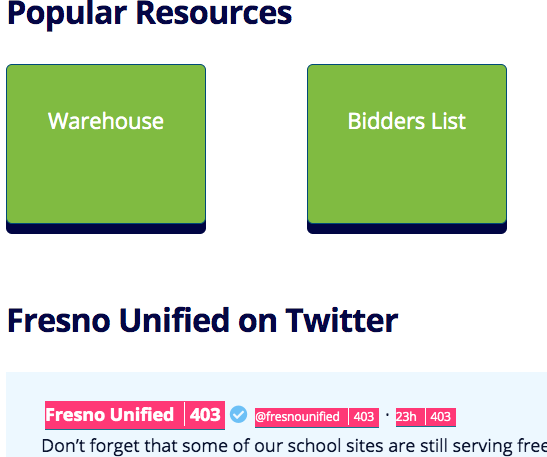 Popular Resources
Warehouse
Bidders List
Fresno Unified on Twitter
Fresno Unified 403 @fresnounified 403 · 23h 403
Don't forget that some of our school sites are still serving free